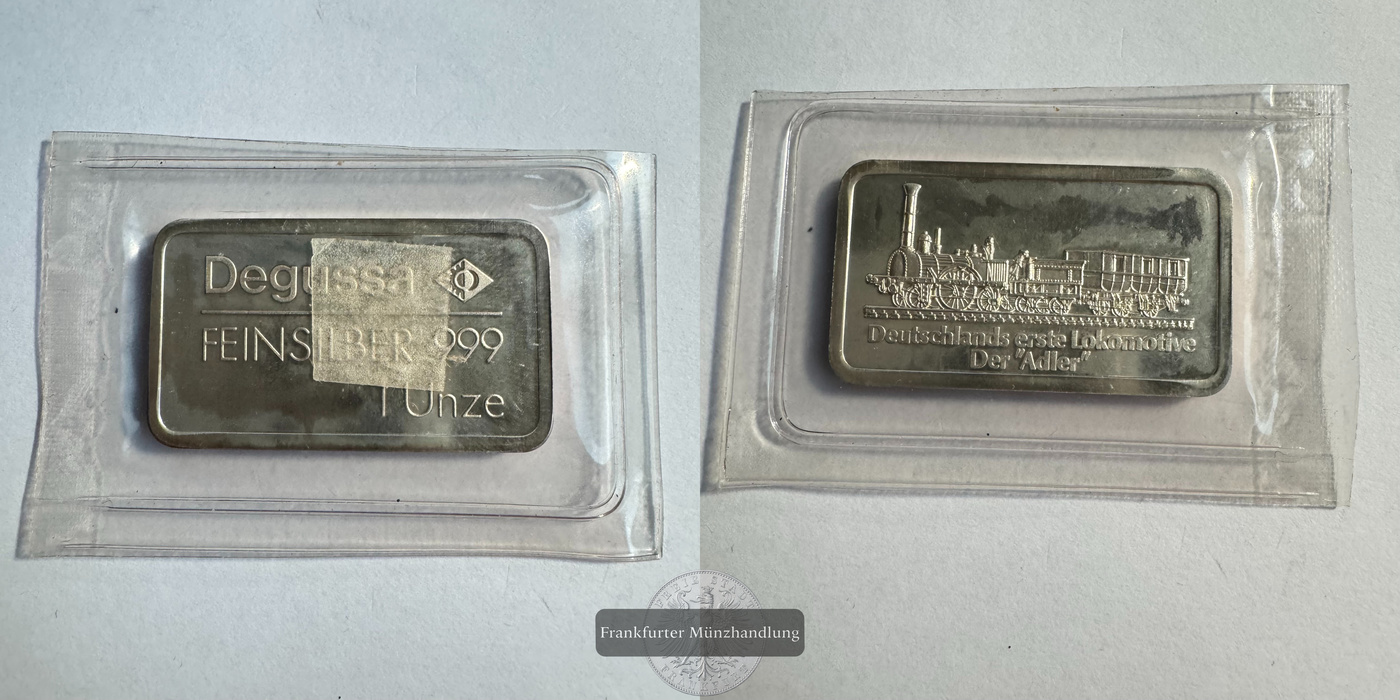 Degussa
FEINSILBER 999
1 Unze
Deutschlands erste Lokomotive
Der "Adler"
Frankfurter Münzhandlung